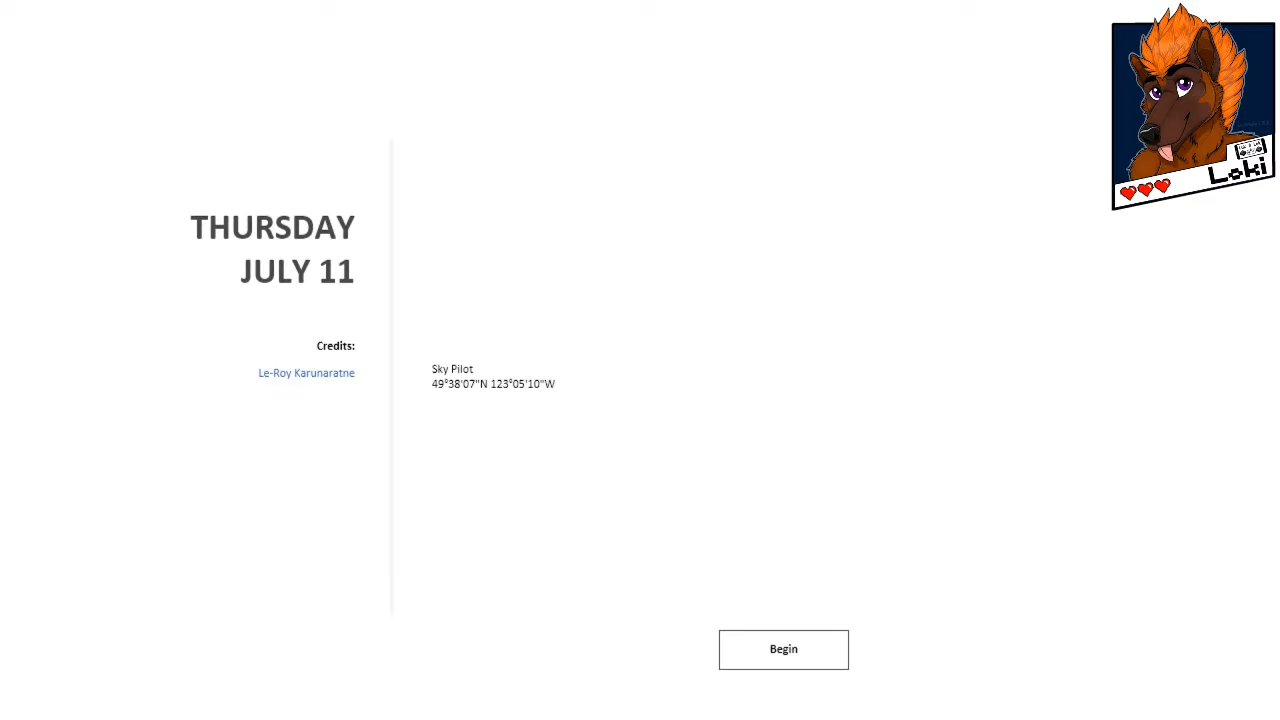 THURSDAY
JULY 11
Credits:
Le-Roy Karunaratne
Sky Pilot
49°38'07"N 123°05'10"W
Begin
Loki